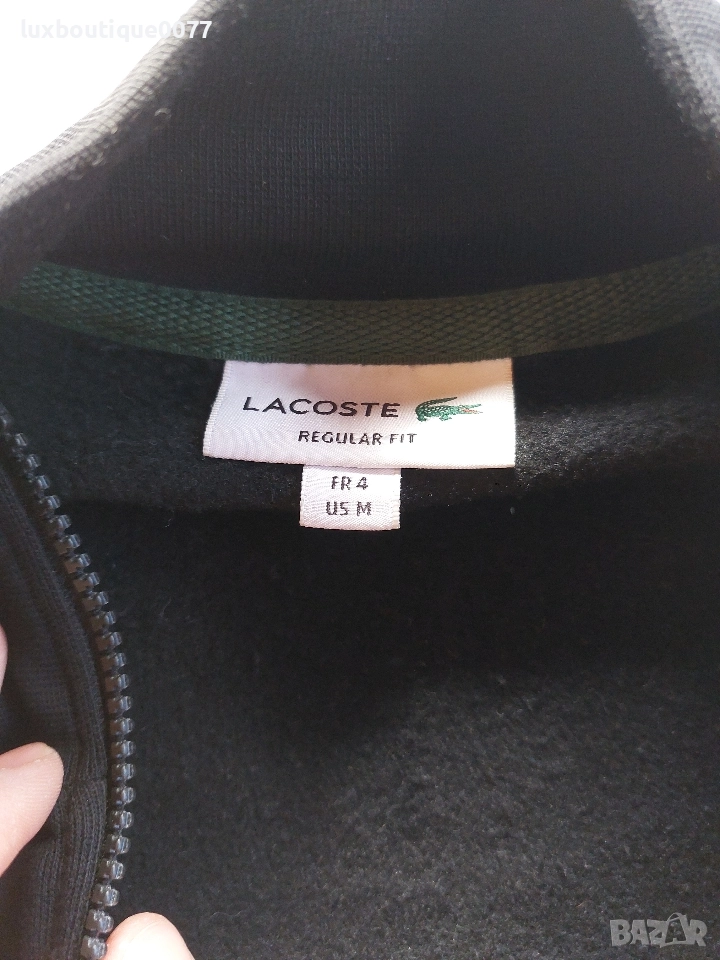 luxboutique0077
LACOSTE
REGULAR FIT
FR 4
US M
BAZAR